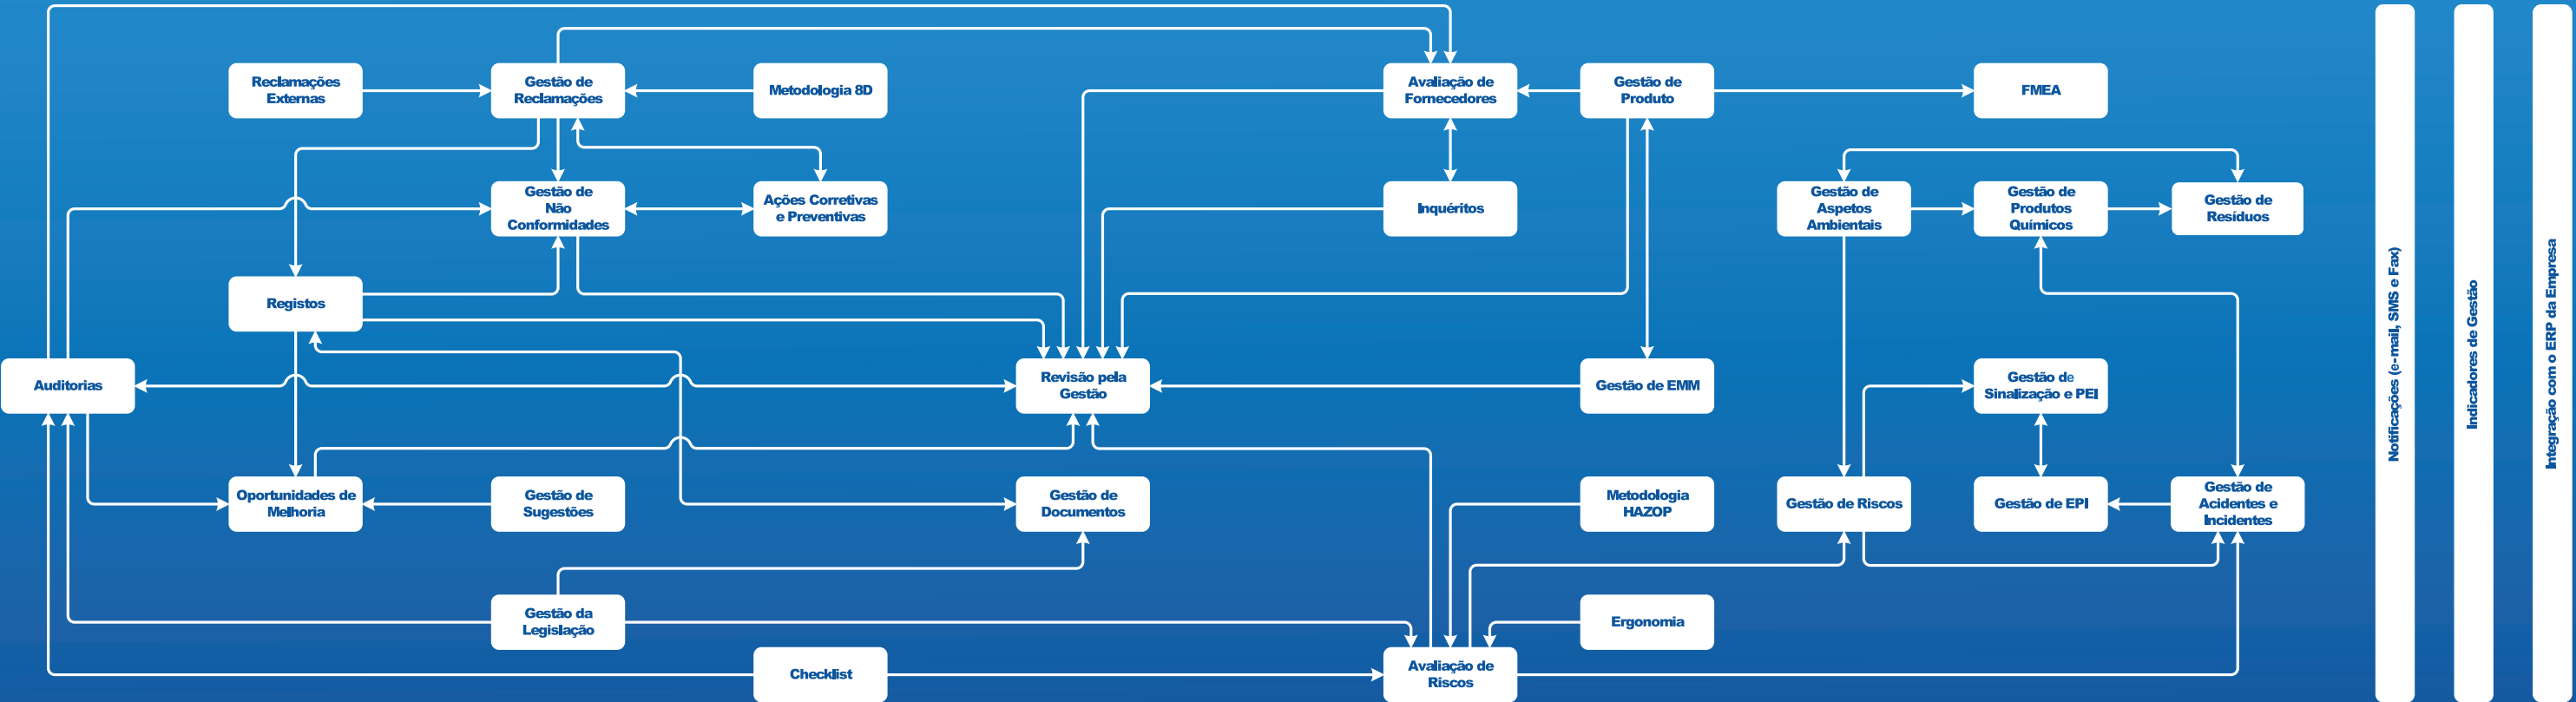 Reclamações
Externas
Gestão de
Reclamações
Metodologia 8D
Avaliação de
Fornecedores
Gestão de
Produto
FMEA
Gestão de
Não
Conformidades
Ações Corretivas
e Preventivas
Inquéritos
Gestão de
Aspetos
Ambientais
Gestão de
Produtos
Químicos
Gestão de
Resíduos
Registos
Auditorias
Revisão pela
Gestão
Gestão de EMM
Gestão de
Sinalização e PEI
Oportunidades de
Melhoria
Gestão de
Sugestões
Gestão de
Documentos
Metodologia
HAZOP
Gestão de Riscos
Gestão de EPI
Gestão de
Acidentes e
Incidentes
Gestão da
Legislação
Ergonomia
Checklist
Avaliação de
Riscos
Notificações (e-mail, SMS e Fax)
Indicadores de Gestão
Integração com o ERP da Empresa